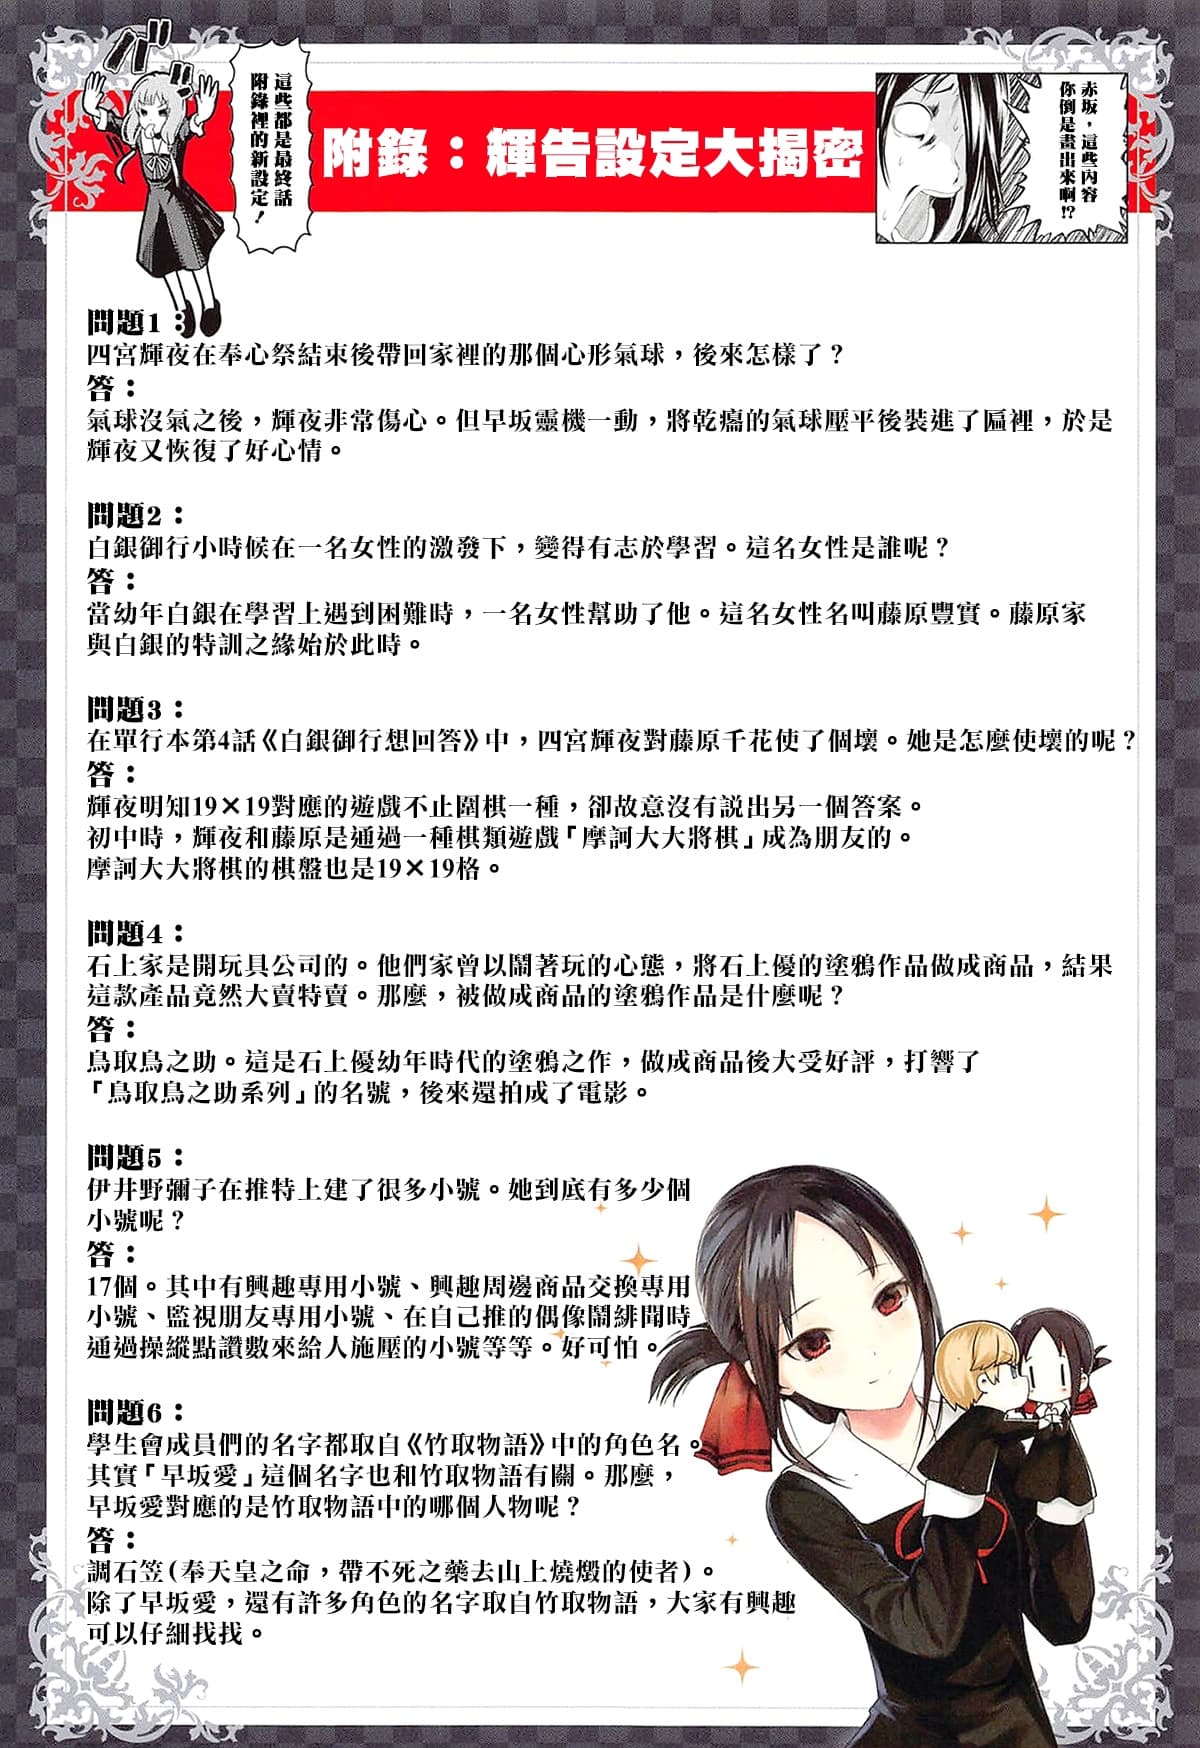 バ
バ
這些都是最終話
附錄裡的新設定！
附錄：輝告設定大揭密
赤坂，這些內容
你倒是畫出來啊!?
問題1：
四宮輝夜在奉心祭結束後帶回家裡的那個心形氣球，後來怎樣了？
答：
氣球沒氣之後，輝夜非常傷心。但早坂靈機一動，將乾癟的氣球壓平後裝進了匾裡，於是
輝夜又恢復了好心情。
問題2：
白銀御行小時候在一名女性的激發下，變得有志於學習。這名女性是誰呢？
答：
當幼年白銀在學習上遇到困難時，一名女性幫助了他。這名女性名叫藤原豐實。藤原家
與白銀的特訓之緣始於此時。
問題3：
在單行本第4話《白銀御行想回答》中，四宮輝夜對藤原千花使了個壞。她是怎麼使壞的呢？
答：
輝夜明知19×19對應的遊戲不止圍棋一種，卻故意沒有說出另一個答案。
初中時，輝夜和藤原是通過一種棋類遊戲「摩訶大大將棋」成為朋友的。
摩訶大大將棋的棋盤也是19×19格。
問題4：
石上家是開玩具公司的。他們家曾以鬧著玩的心態，將石上優的塗鴉作品做成商品，結果
這款產品竟然大賣特賣。那麼，被做成商品的塗鴉作品是什麼呢？
答：
鳥取鳥之助。這是石上優幼年時代的塗鴉之作，做成商品後大受好評，打響了
「鳥取鳥之助系列」的名號，後來還拍成了電影。
問題5：
伊井野彌子在推特上建了很多小號。她到底有多少個
小號呢？
答：
17個。其中有興趣專用小號、興趣周邊商品交換專用
小號、監視朋友專用小號、在自己推的偶像鬧緋聞時
通過操縱點讚數來給人施壓的小號等等。好可怕。
問題6：
學生會成員們的名字都取自《竹取物語》中的角色名。
其實「早坂愛」這個名字也和竹取物語有關。那麼，
早坂愛對應的是竹取物語中的哪個人物呢？
答：
調石笠(奉天皇之命，帶不死之藥去山上燒燬的使者)。
除了早坂愛，還有許多角色的名字取自竹取物語，大家有興趣
可以仔細找找。